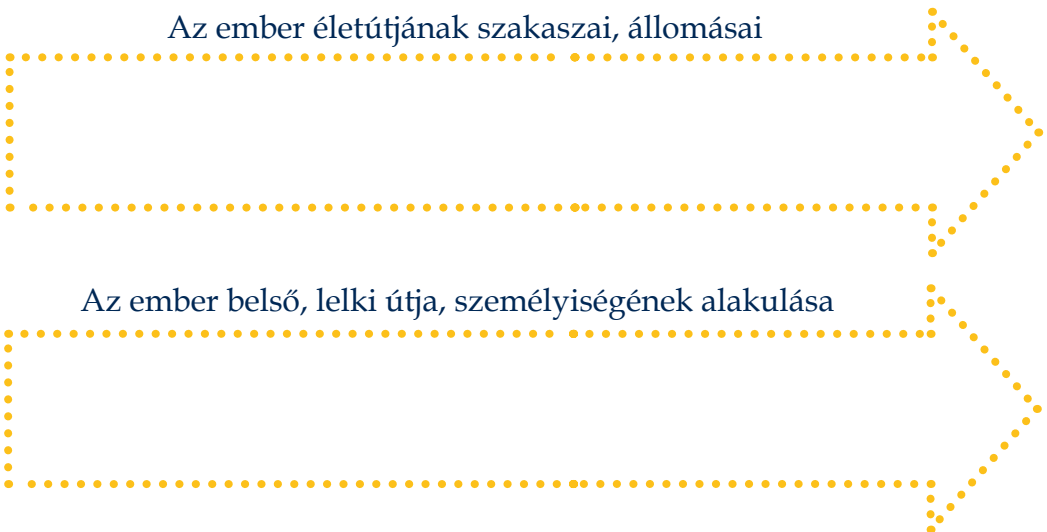 Az ember életútjának szakaszai, állomásai
Az ember belső, lelki útja, személyiségének alakulása